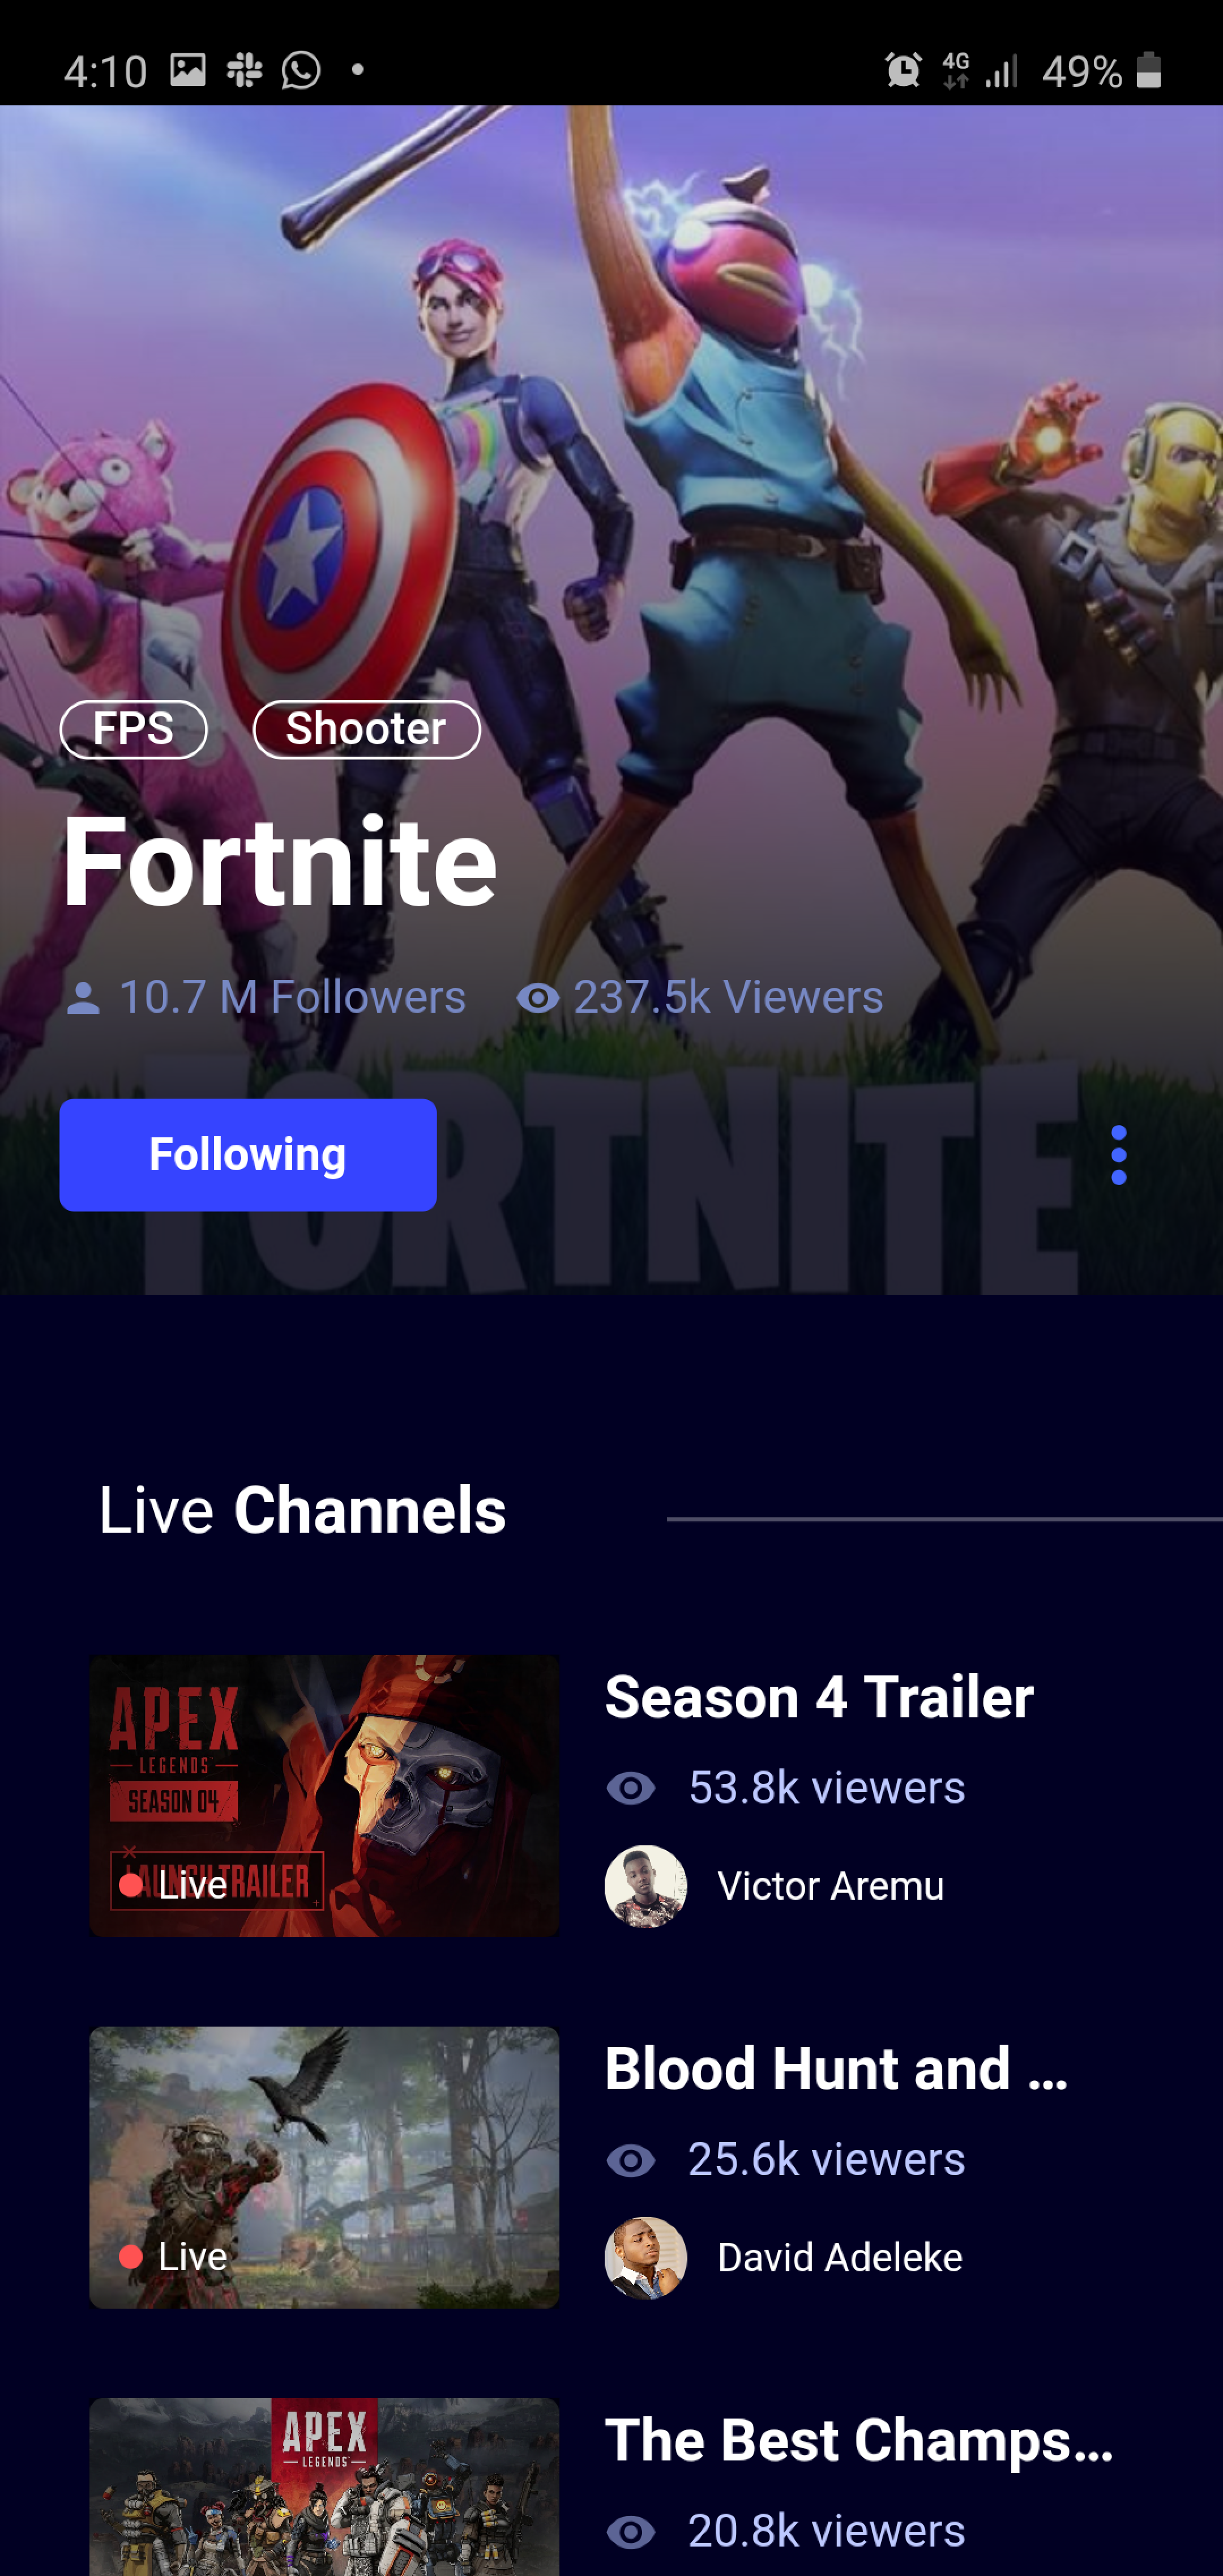 4:10 4G 49%
FPS Shooter
Fortnite
10.7 M Followers 237.5k Viewers
FORTNITE
Following
Live Channels
APEX
LEGENDS
SEASON 04
LAUNCH TRAILER
Live
Season 4 Trailer
53.8k viewers
Victor Aremu
Live
Blood Hunt and ...
25.6k viewers
David Adeleke
APEX
LEGENDS
The Best Champs...
20.8k viewers